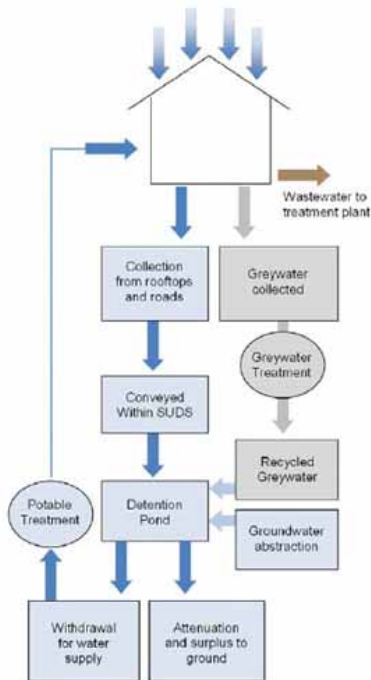 Wastewater to
treatment plant
Collection
from rooftops
and roads
Greywater
collected
Greywater
Treatment
Conveyed
Within SUDS
Recycled
Greywater
Potable
Treatment
Detention
Pond
Groundwater
abstraction
Withdrawal
for water
supply
Attenuation
and surplus to
ground